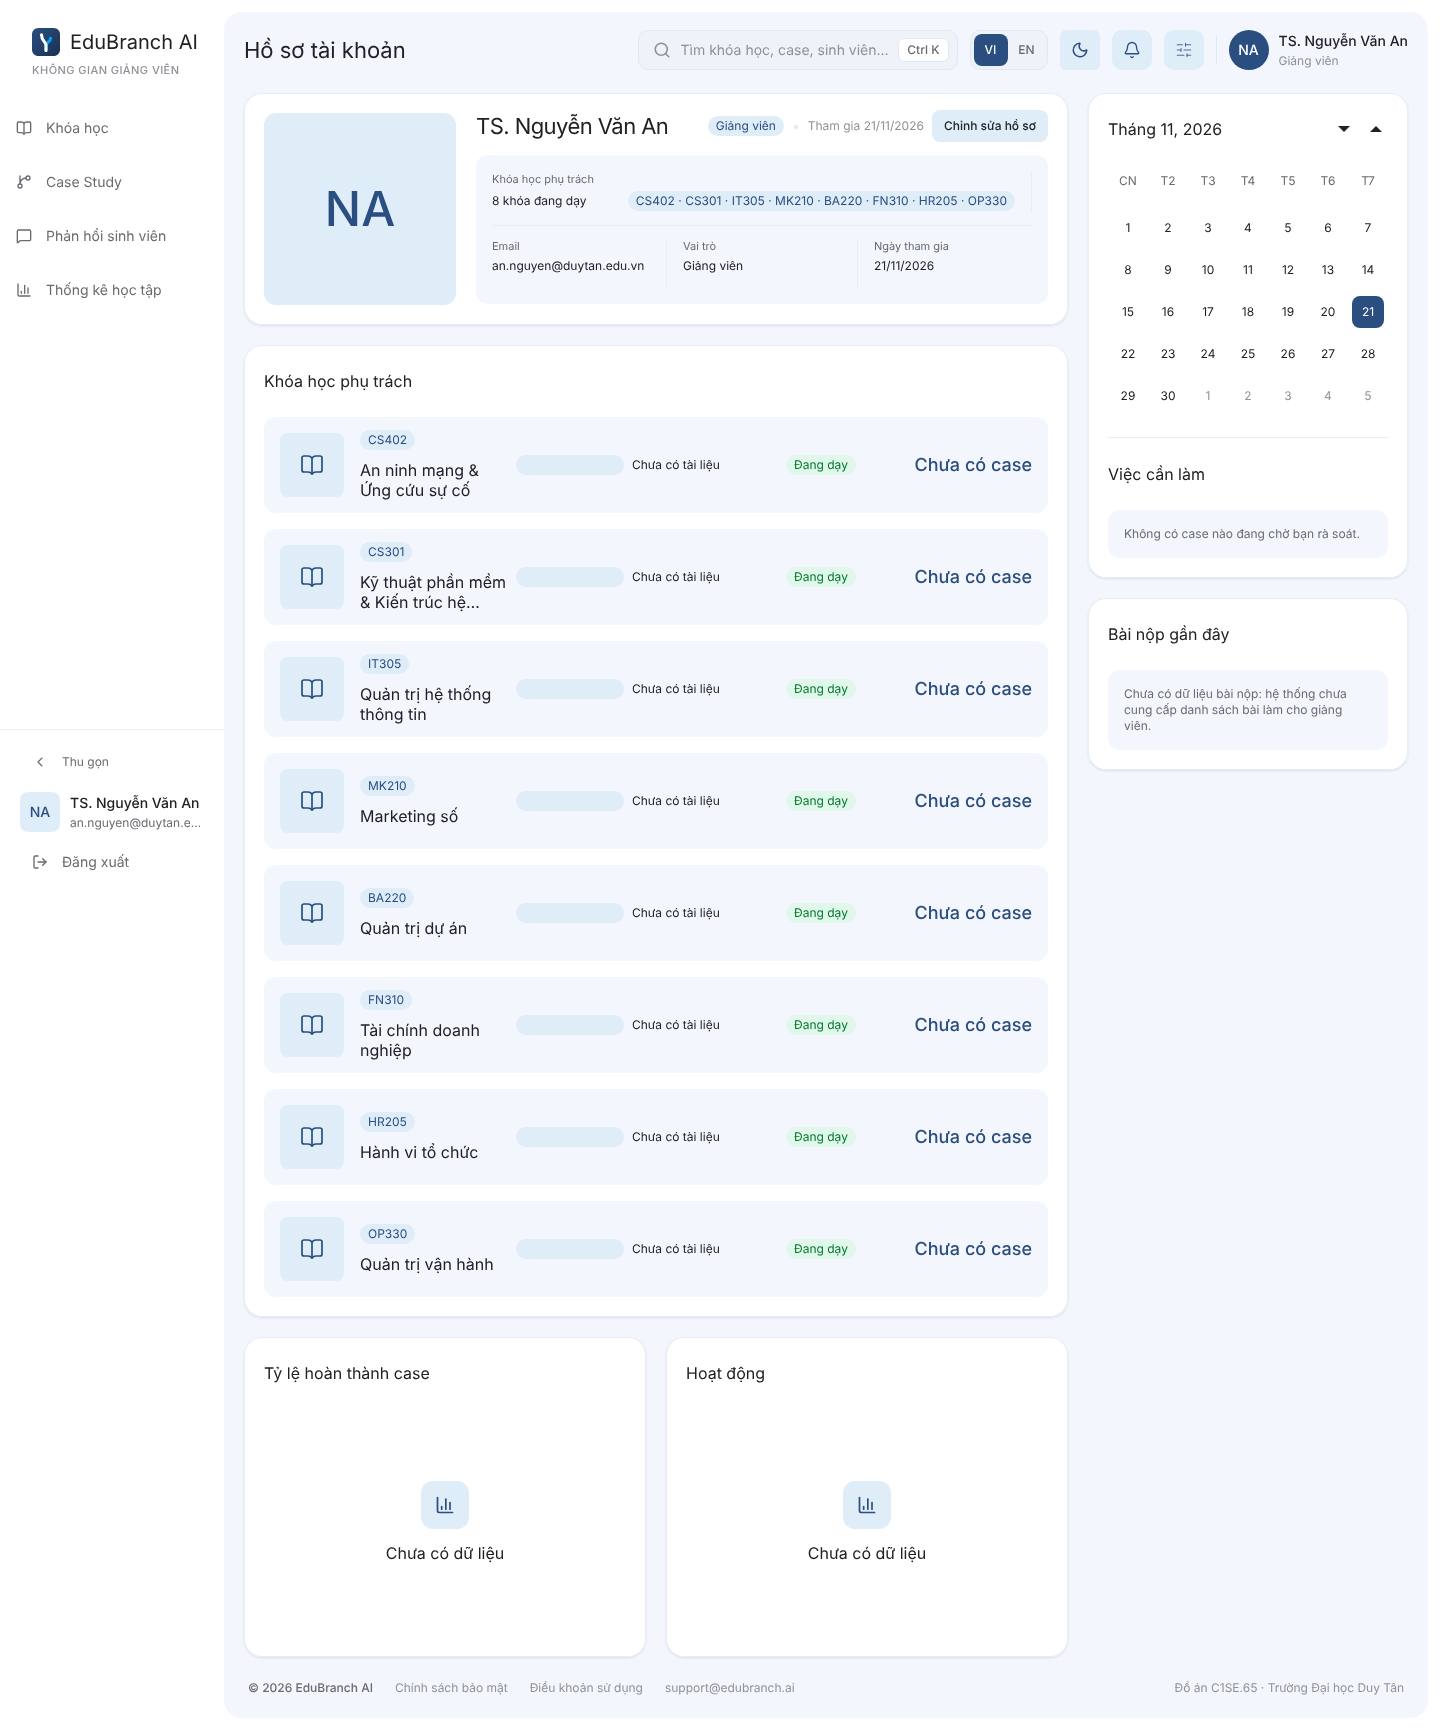 EduBranch AI
KHÔNG GIAN GIẢNG VIÊN
Khóa học
Case Study
Phản hồi sinh viên
Thống kê học tập
Thu gọn
NA
TS. Nguyễn Văn An
an.nguyen@duytan.e...
Đăng xuất
Hồ sơ tài khoản
Tìm khóa học, case, sinh viên... Ctrl K
VI EN
NA
TS. Nguyễn Văn An
Giảng viên
NA
TS. Nguyễn Văn An
Giảng viên Tham gia 21/11/2026 Chỉnh sửa hồ sơ
Khóa học phụ trách
8 khóa đang dạy
CS402 · CS301 · IT305 · MK210 · BA220 · FN310 · HR205 · OP330
Email Vai trò Ngày tham gia
an.nguyen@duytan.edu.vn Giảng viên 21/11/2026
Khóa học phụ trách
CS402
An ninh mạng &
Ứng cứu sự cố
Chưa có tài liệu Đang dạy Chưa có case
CS301
Kỹ thuật phần mềm
& Kiến trúc hệ...
Chưa có tài liệu Đang dạy Chưa có case
IT305
Quản trị hệ thống
thông tin
Chưa có tài liệu Đang dạy Chưa có case
MK210
Marketing số
Chưa có tài liệu Đang dạy Chưa có case
BA220
Quản trị dự án
Chưa có tài liệu Đang dạy Chưa có case
FN310
Tài chính doanh
nghiệp
Chưa có tài liệu Đang dạy Chưa có case
HR205
Hành vi tổ chức
Chưa có tài liệu Đang dạy Chưa có case
OP330
Quản trị vận hành
Chưa có tài liệu Đang dạy Chưa có case
Tỷ lệ hoàn thành case
Chưa có dữ liệu
Hoạt động
Chưa có dữ liệu
Tháng 11, 2026
CN T2 T3 T4 T5 T6 T7
1 2 3 4 5 6 7
8 9 10 11 12 13 14
15 16 17 18 19 20 21
22 23 24 25 26 27 28
29 30 1 2 3 4 5
Việc cần làm
Không có case nào đang chờ bạn rà soát.
Bài nộp gần đây
Chưa có dữ liệu bài nộp: hệ thống chưa
cung cấp danh sách bài làm cho giảng
viên.
© 2026 EduBranch AI Chính sách bảo mật Điều khoản sử dụng support@edubranch.ai
Đồ án C1SE.65 · Trường Đại học Duy Tân